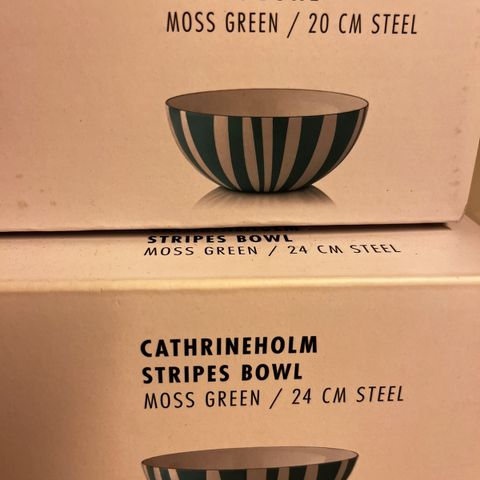 MOSS GREEN / 20 CM STEEL
STRIPES BOWL
MOSS GREEN / 24 CM STEEL
CATHRINEHOLM
STRIPES BOWL
MOSS GREEN / 24 CM STEEL